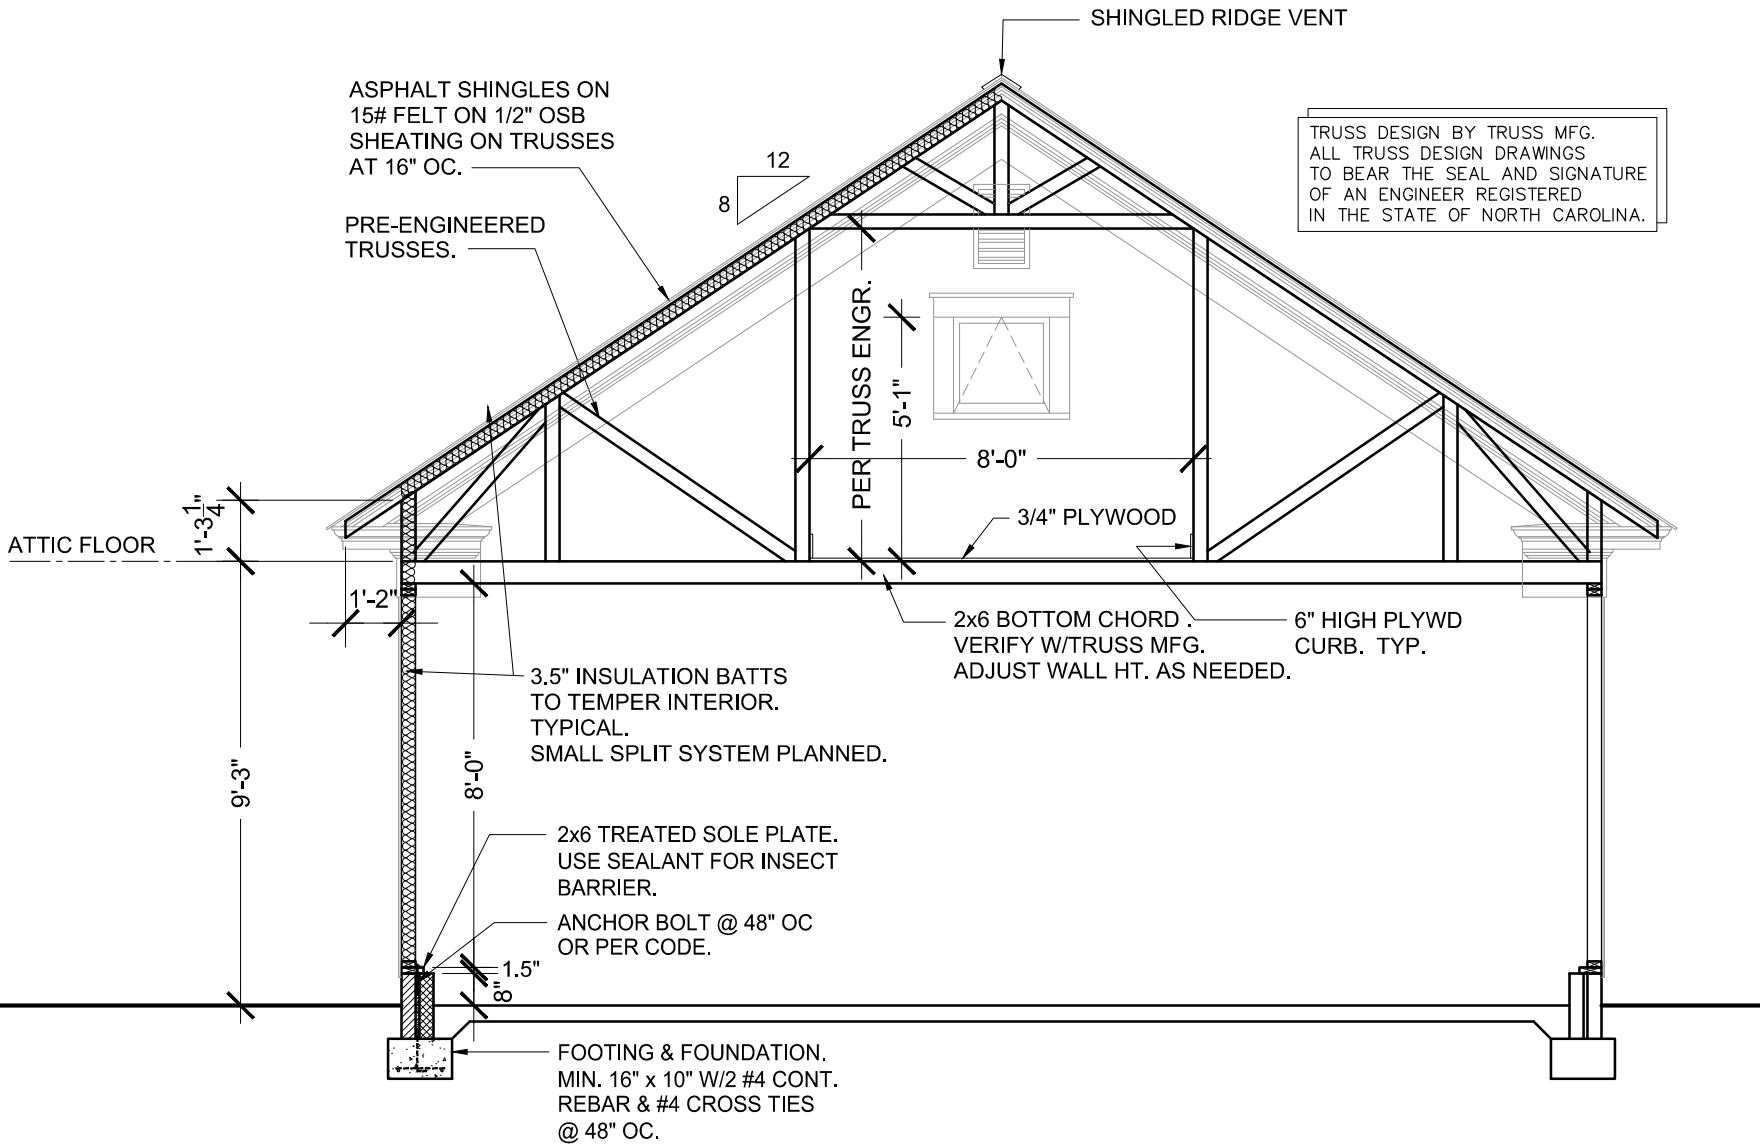 SHINGLED RIDGE VENT
ASPHALT SHINGLES ON
15# FELT ON 1/2" OSB
SHEATING ON TRUSSES
AT 16" OC.
12
8
TRUSS DESIGN BY TRUSS MFG.
ALL TRUSS DESIGN DRAWINGS
TO BEAR THE SEAL AND SIGNATURE
OF AN ENGINEER REGISTERED
IN THE STATE OF NORTH CAROLINA.
PRE-ENGINEERED
TRUSSES.
PER TRUSS ENGR.
5'-1"
8'-0"
3/4" PLYWOOD
1'-3 1/4"
ATTIC FLOOR
1'-2"
2x6 BOTTOM CHORD .
VERIFY W/TRUSS MFG.
ADJUST WALL HT. AS NEEDED.
6" HIGH PLYWD
CURB. TYP.
3.5" INSULATION BATTS
TO TEMPER INTERIOR.
TYPICAL.
SMALL SPLIT SYSTEM PLANNED.
9'-3"
8'-0"
2x6 TREATED SOLE PLATE.
USE SEALANT FOR INSECT
BARRIER.
ANCHOR BOLT @ 48" OC
OR PER CODE.
1.5"
8"
FOOTING & FOUNDATION.
MIN. 16" x 10" W/2 #4 CONT.
REBAR & #4 CROSS TIES
@ 48" OC.